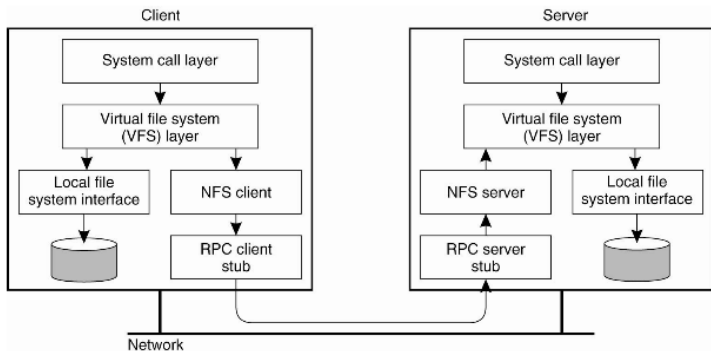 Client
System call layer
Virtual file system
(VFS) layer
Local file
system interface
NFS client
RPC client
stub
Server
System call layer
Virtual file system
(VFS) layer
NFS server
Local file
system interface
RPC server
stub
Network